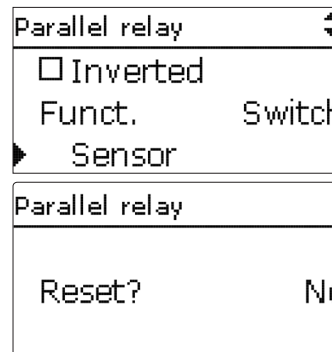 Parallel relay
Inverted
Funct. Switch
Sensor
Parallel relay
Reset?